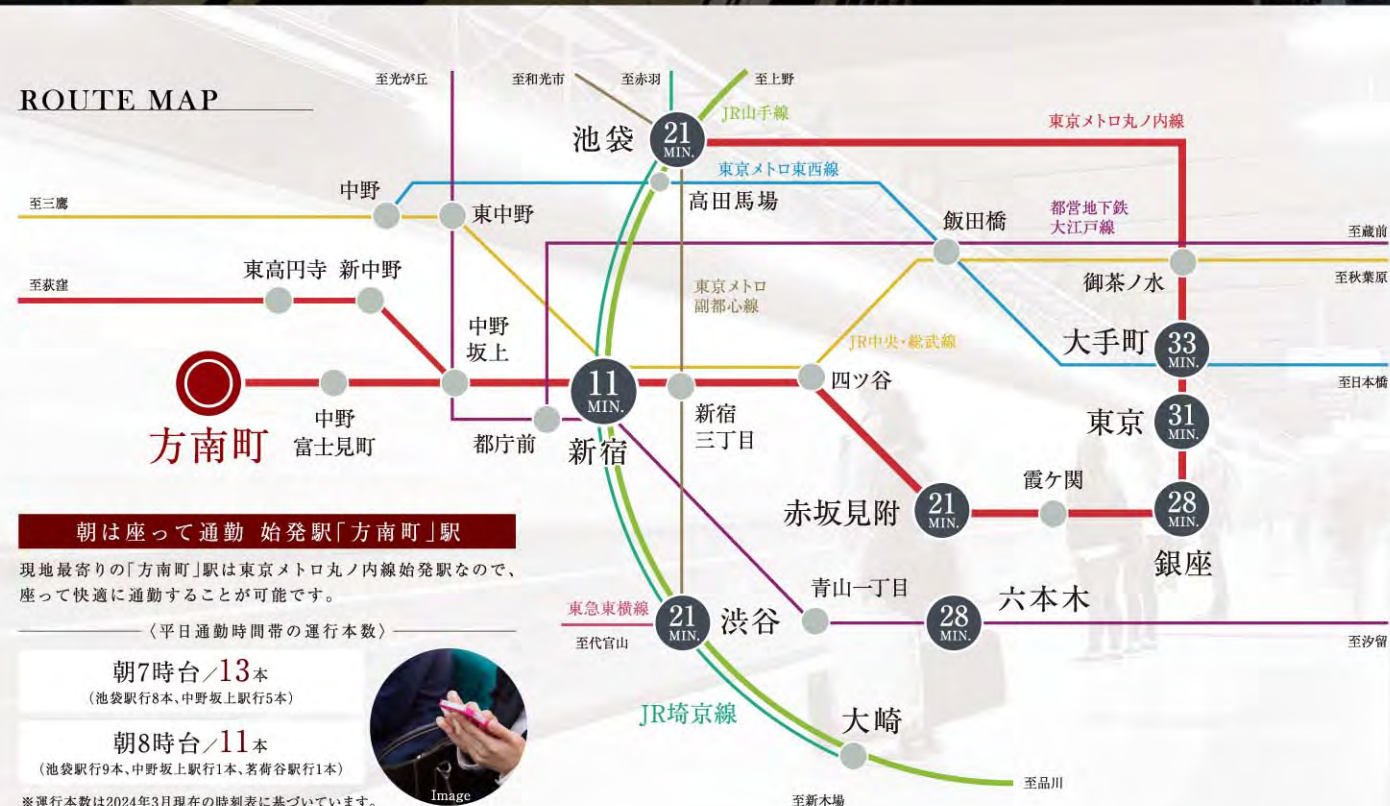 ROUTE MAP
至光が丘
至和光市
至赤羽
至上野
JR山手線
池袋
21
MIN.
東京メトロ丸ノ内線
東京メトロ東西線
中野
高田馬場
至三鷹
東中野
飯田橋
都営地下鉄
大江戸線
至蔵前
東高円寺
新中野
至荻窪
東京メトロ
副都心線
御茶ノ水
至秋葉原
中野
坂上
JR中央・総武線
大手町
33
MIN.
至日本橋
11
MIN.
四ツ谷
方南町
中野
富士見町
都庁前
新宿
新宿
三丁目
東京
31
MIN.
赤坂見附
21
MIN.
霞ケ関
28
MIN.
銀座
朝は座って通勤 始発駅「方南町」駅
現地最寄りの「方南町」駅は東京メトロ丸ノ内線始発駅なので、
座って快適に通勤することが可能です。
〈平日通勤時間帯の運行本数〉
朝7時台/13本
(池袋駅行8本、中野坂上駅行5本)
朝8時台/11本
(池袋駅行9本、中野坂上駅行1本、茗荷谷駅行1本)
※運行本数は2024年3月現在の時刻表に基づいています。
Image
東急東横線
至代官山
21
MIN.
渋谷
青山一丁目
28
MIN.
六本木
至汐留
JR埼京線
大崎
至品川
至新木場